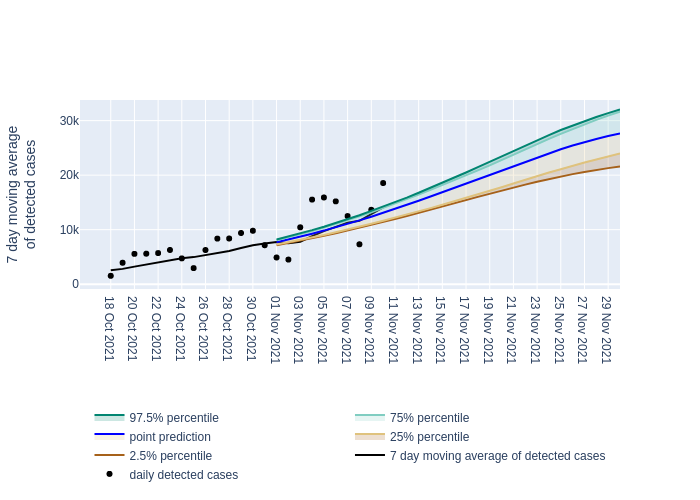 7 day moving average
of detected cases
30k
20k
10k
0
18 Oct 2021
20 Oct 2021
22 Oct 2021
24 Oct 2021
26 Oct 2021
28 Oct 2021
30 Oct 2021
01 Nov 2021
03 Nov 2021
05 Nov 2021
07 Nov 2021
09 Nov 2021
11 Nov 2021
13 Nov 2021
15 Nov 2021
17 Nov 2021
19 Nov 2021
21 Nov 2021
23 Nov 2021
25 Nov 2021
27 Nov 2021
29 Nov 2021
97.5% percentile
75% percentile
point prediction
25% percentile
2.5% percentile
7 day moving average of detected cases
daily detected cases